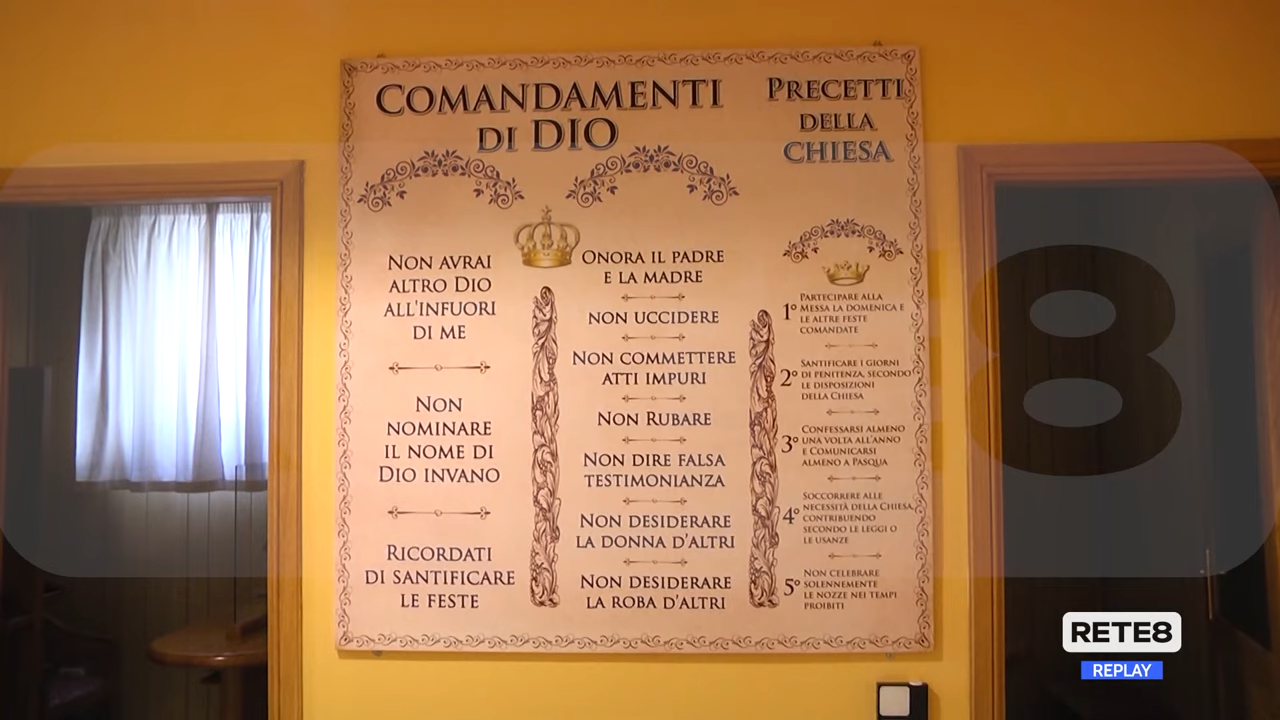 COMANDAMENTI
DI DIO
NON AVRAI
ALTRO DIO
ALL'INFUORI
DI ME
NON
NOMINARE
IL NOME DI
DIO INVANO
RICORDATI
DI SANTIFICARE
LE FESTE
ONORA IL PADRE
E LA MADRE
NON UCCIDERE
NON COMMETTERE
ATTI IMPURI
NON RUBARE
NON DIRE FALSA
TESTIMONIANZA
NON DESIDERARE
LA DONNA D'ALTRI
NON DESIDERARE
LA ROBA D'ALTRI
PRECETTI
DELLA
CHIESA
1° PARTECIPARE ALLA
MESSA LA DOMENICA E
LE ALTRE FESTE
COMANDATE
2° SANTIFICARE I GIORNI
DI PENITENZA, SECONDO
LE DISPOSIZIONI
DELLA CHIESA
3° CONFESSARSI ALMENO
UNA VOLTA ALL'ANNO
E COMUNICARSI
ALMENO A PASQUA
4° SOCCORRERE ALLE
NECESSITÀ DELLA CHIESA,
CONTRIBUENDO
SECONDO LE LEGGI O
LE USANZE
5° NON CELEBRARE
SOLENNEMENTE
LE NOZZE NEI TEMPI
PROIBITI
8
RETE8
REPLAY